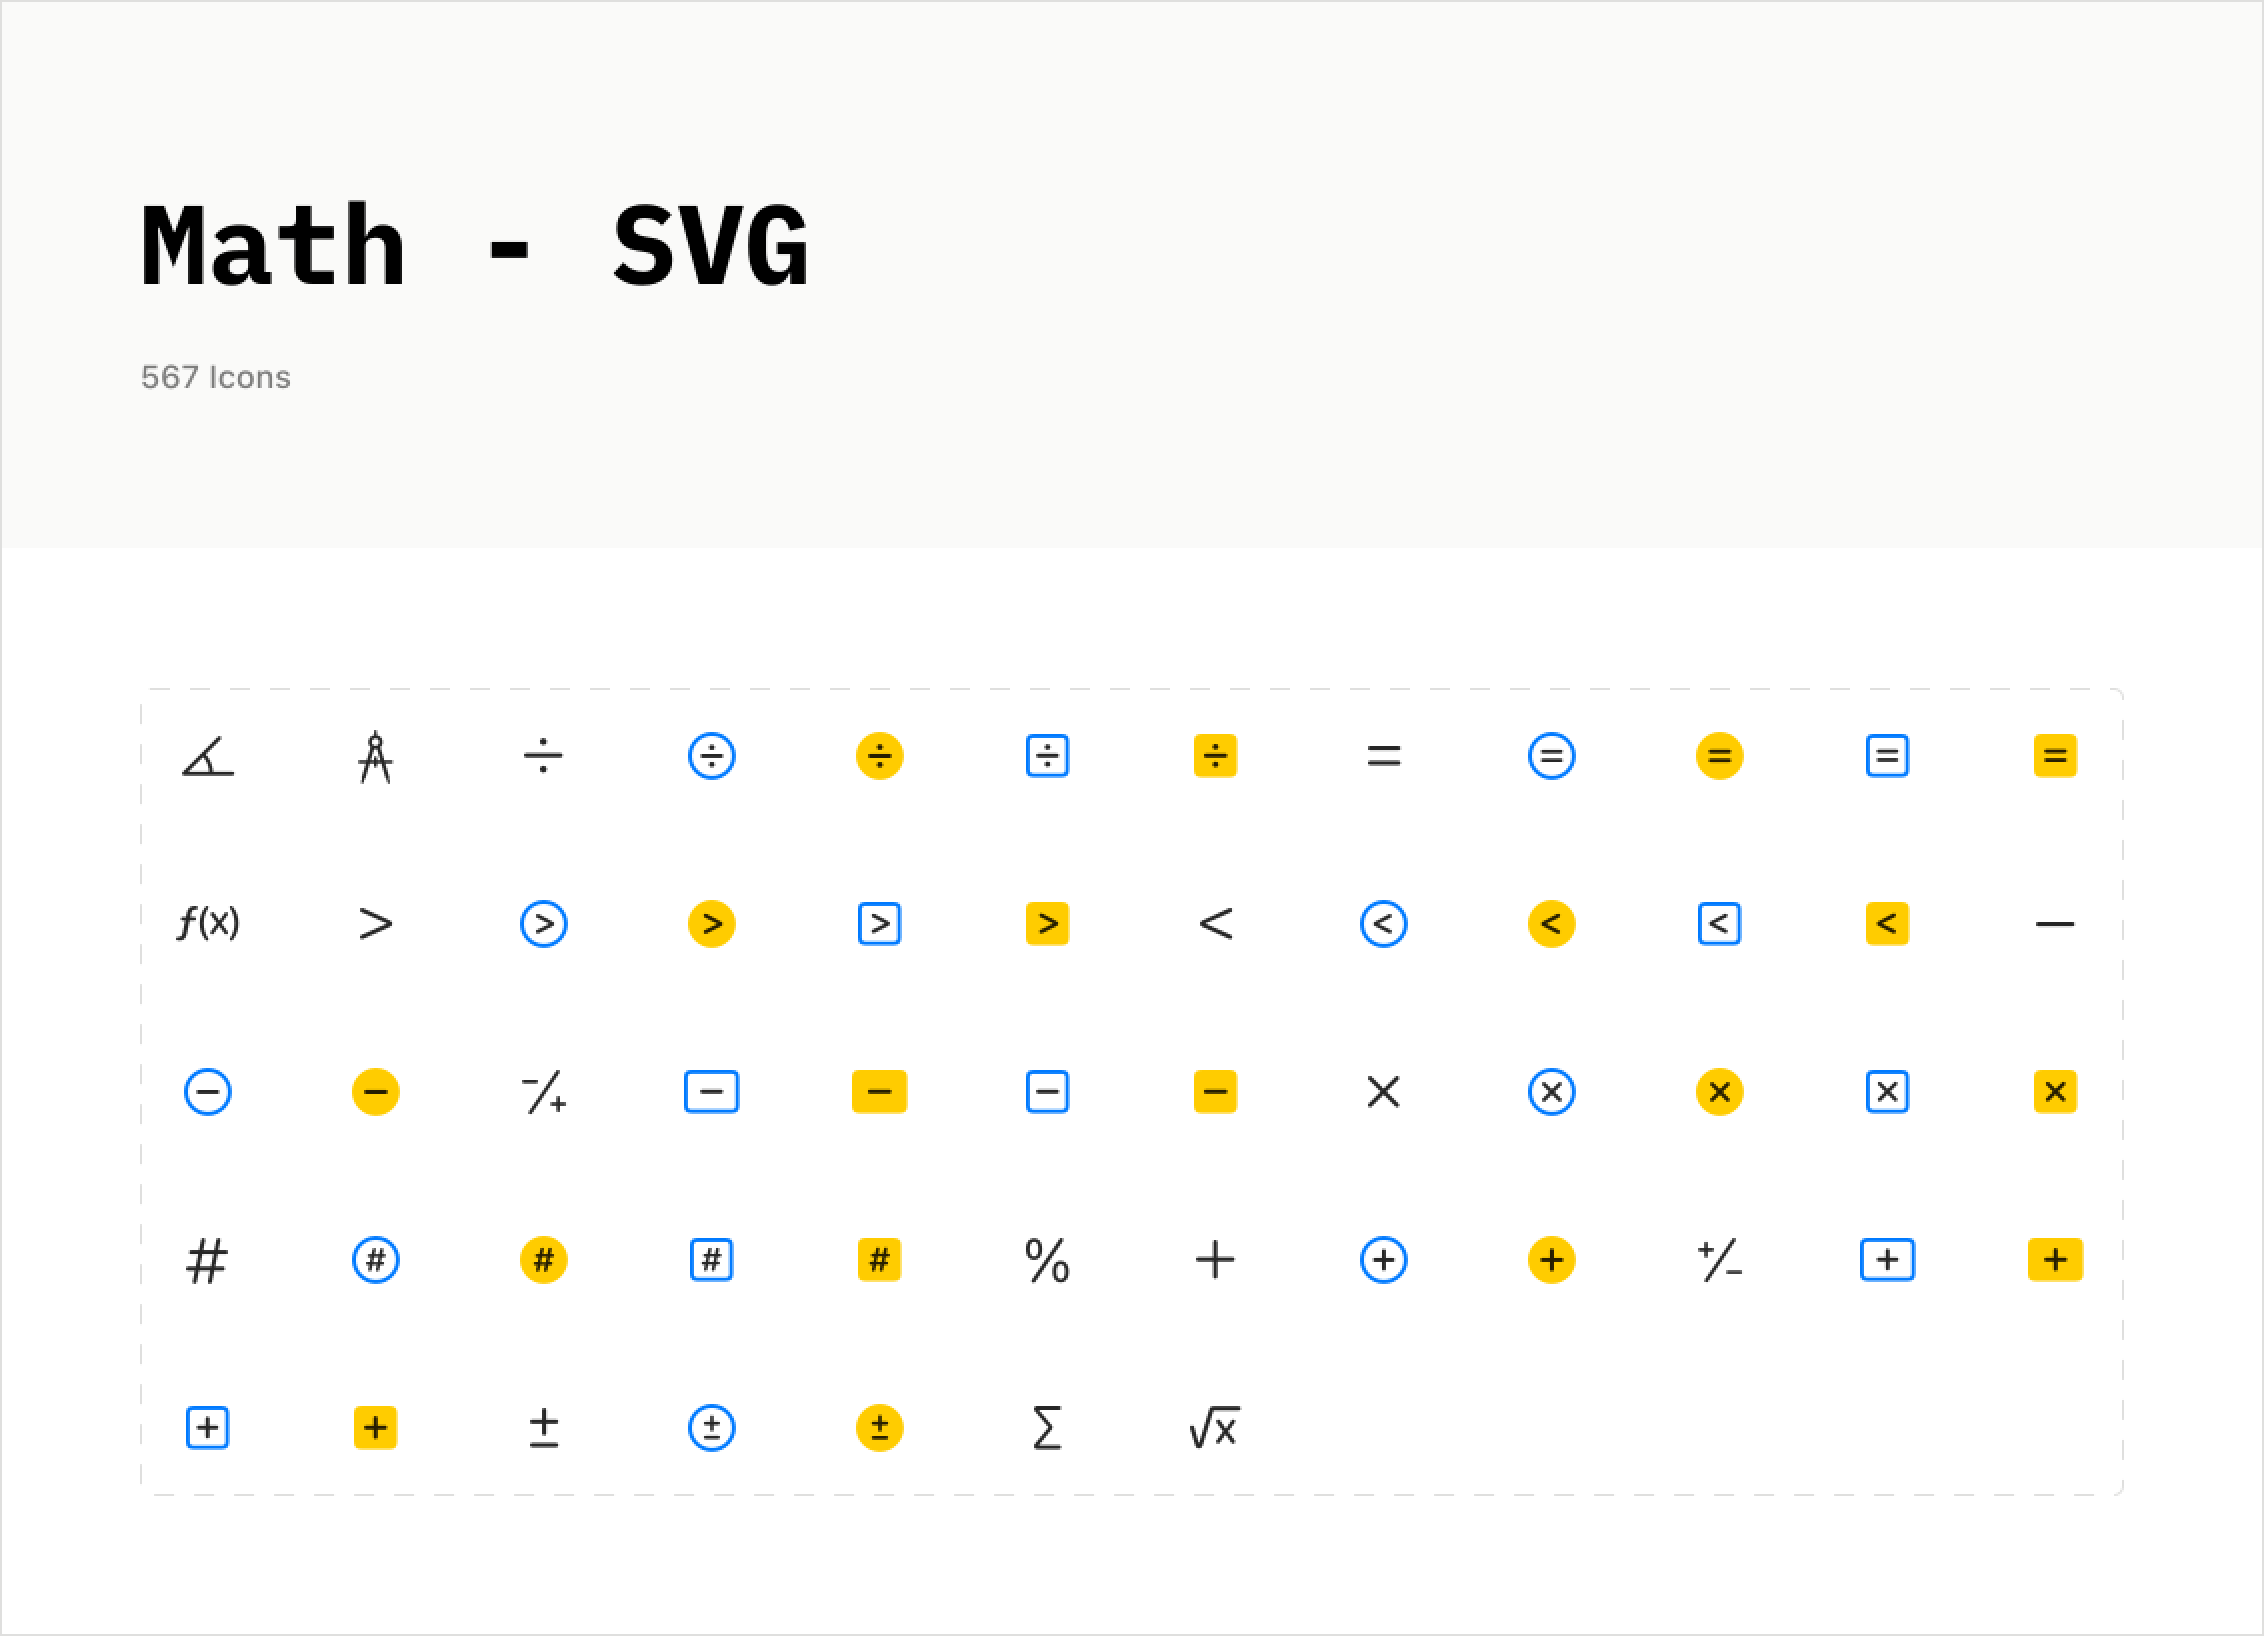 Math - SVG
567 Icons
÷ ÷ ÷ ÷ ÷ = = = = =
f(x) > > > > > < < < < < −
− − −/+ − − − − × × × × ×
# # # # # % + + + +/− + +
+ + ± ± ± Σ √x